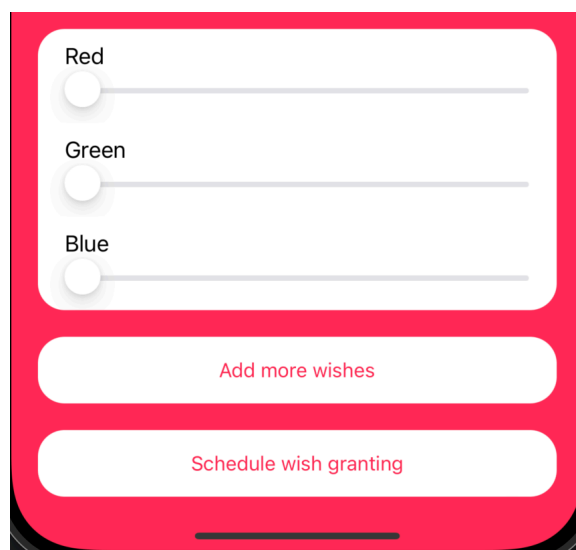 Red
Green
Blue
Add more wishes
Schedule wish granting